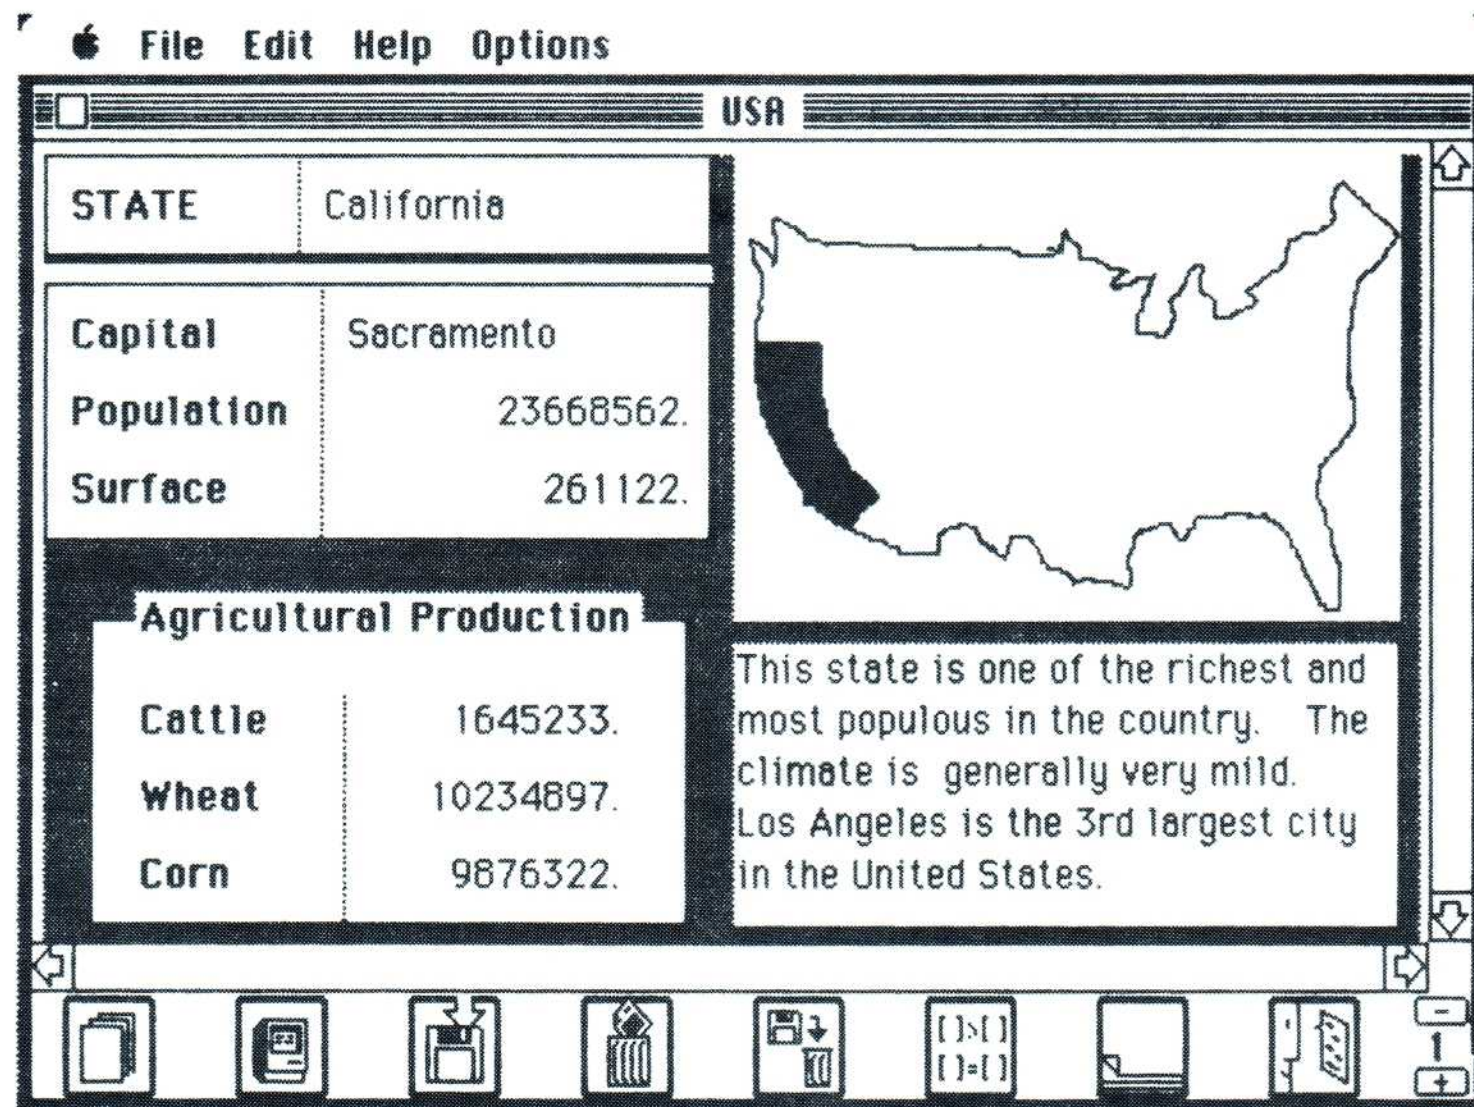 File Edit Help Options
USA
STATE California
Capital Sacramento
Population 23668562.
Surface 261122.
Agricultural Production
Cattle 1645233.
Wheat 10234897.
Corn 9876322.
This state is one of the richest and
most populous in the country. The
climate is generally very mild.
Los Angeles is the 3rd largest city
in the United States.
[ ]>[ ]
[ ]=[ ]
-
1
+